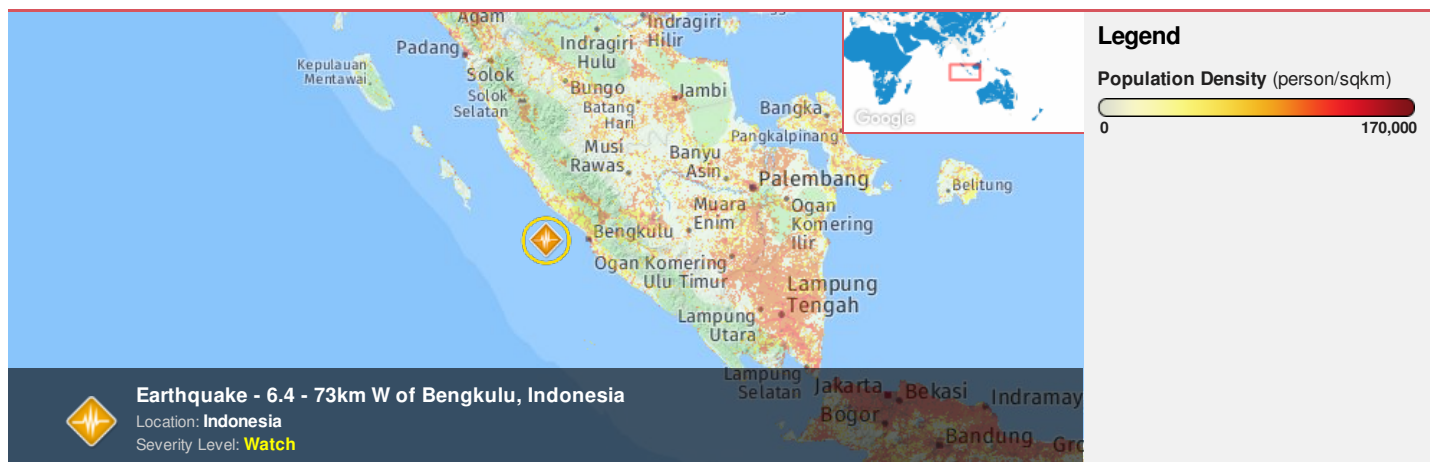 Agam
Indragiri
Hilir
Padang
Indragiri
Hulu
Kepulauan
Mentawai
Solok
Solok
Selatan
Bungo
Batang
Hari
Jambi
Bangka
Pangkalpinang
Musi
Rawas
Banyu
Asin
Palembang
Belitung
Muara
Enim
Ogan
Komering
Ilir
Bengkulu
Ogan Komering
Ulu Timur
Lampung
Tengah
Lampung
Utara
Lampung
Selatan
Jakarta
Bekasi
Indramay
Bogor
Bandung
Gro
Google
Earthquake - 6.4 - 73km W of Bengkulu, Indonesia
Location: Indonesia
Severity Level: Watch
Legend
Population Density (person/sqkm)
0 170,000